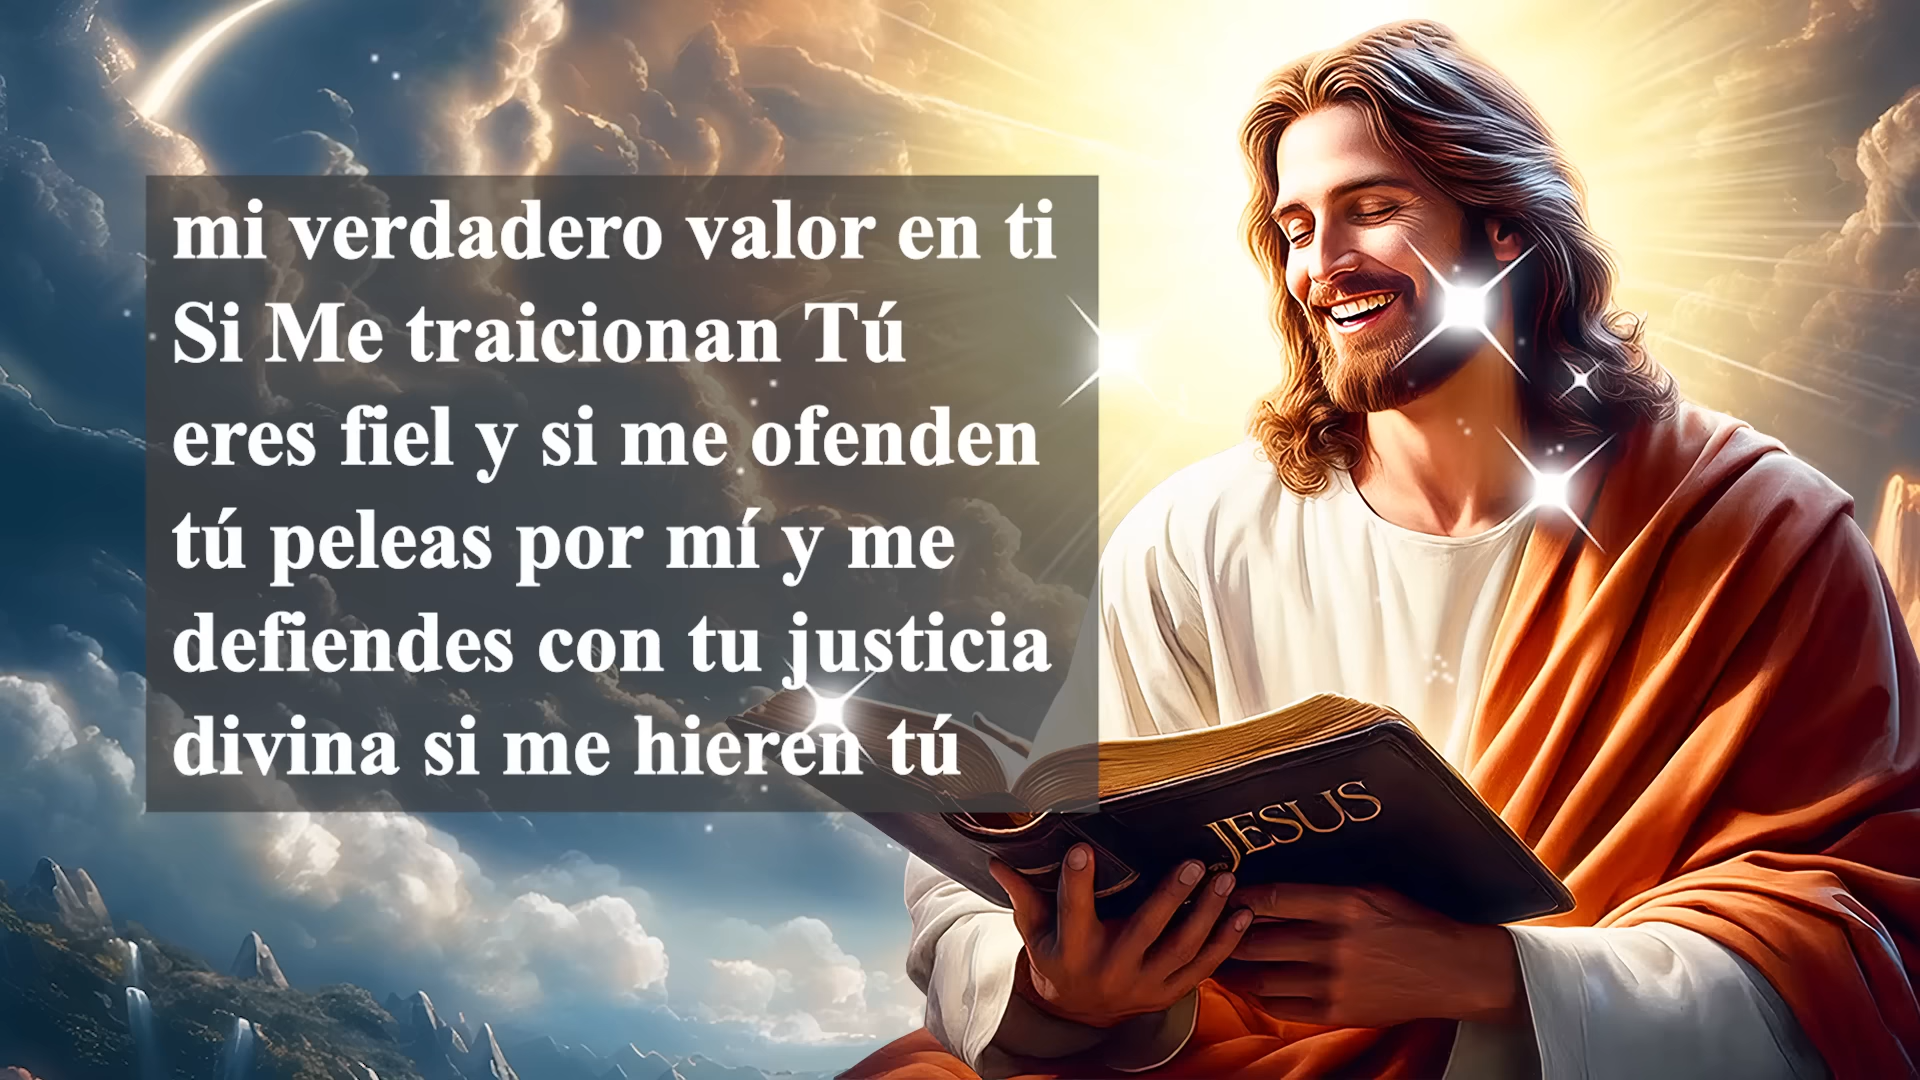 mi verdadero valor en ti
Si Me traicionan Tú
eres fiel y si me ofenden
tú peleas por mí y me
defiendes con tu justicia
divina si me hieren tú
JESUS